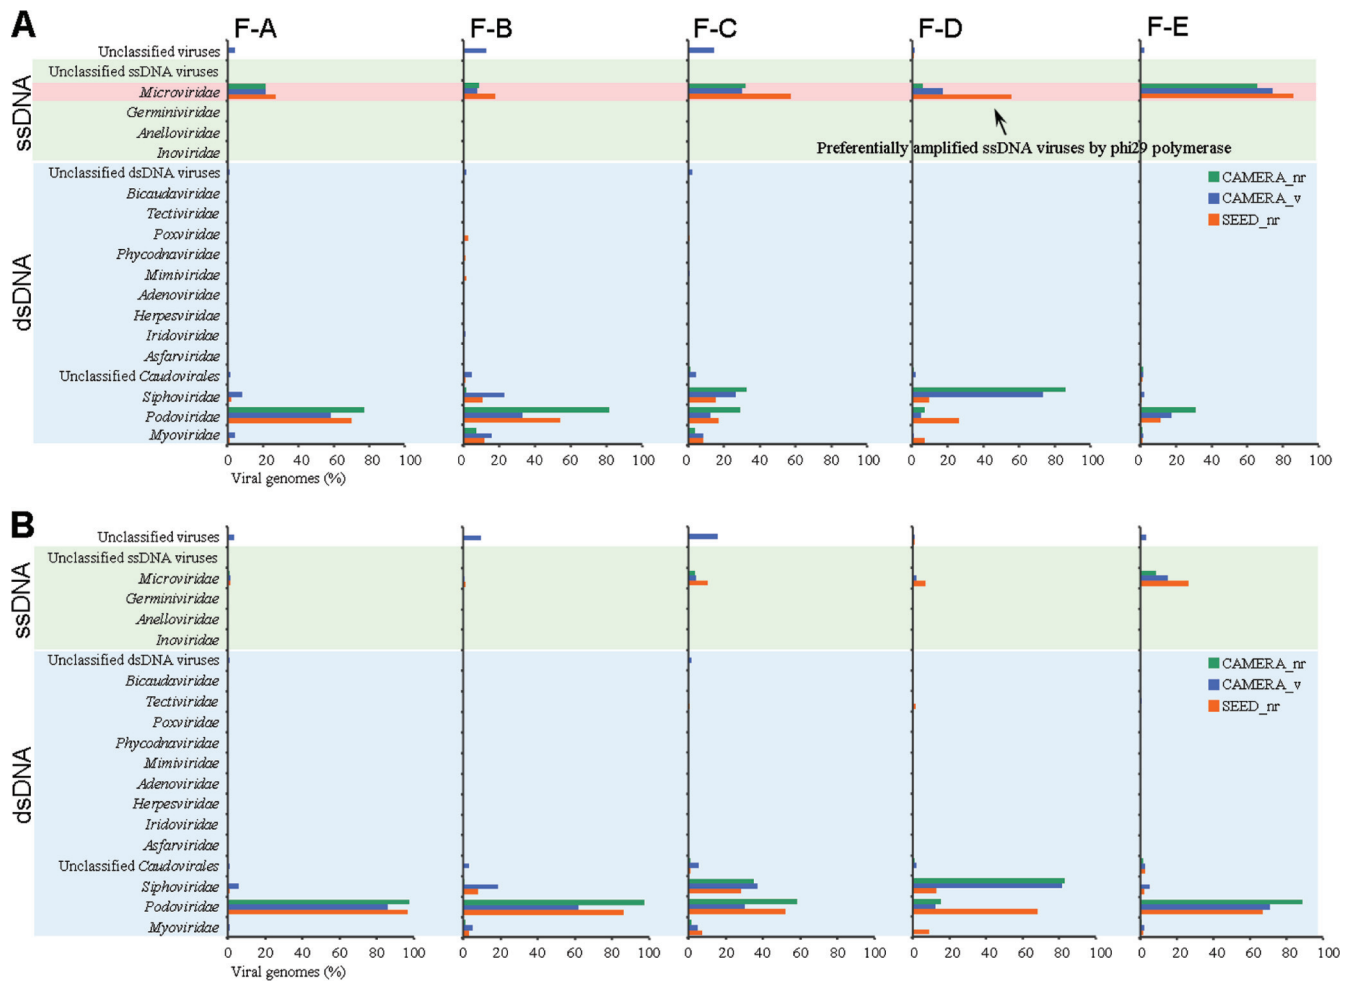 A
F-A F-B F-C F-D F-E
ssDNA
Unclassified viruses
Unclassified ssDNA viruses
Microviridae
Germiniviridae
Anelloviridae
Inoviridae
Preferentially amplified ssDNA viruses by phi29 polymerase
dsDNA
Unclassified dsDNA viruses
Bicaudaviridae
Tectiviridae
Poxviridae
Phycodnaviridae
Mimiviridae
Adenoviridae
Herpesviridae
Iridoviridae
Asfarviridae
Unclassified Caudovirales
Siphoviridae
Podoviridae
Myoviridae
CAMERA_nr
CAMERA_v
SEED_nr
0 20 40 60 80 100 0 20 40 60 80 100 0 20 40 60 80 100 0 20 40 60 80 100 0 20 40 60 80 100
Viral genomes (%)
B
ssDNA
Unclassified viruses
Unclassified ssDNA viruses
Microviridae
Germiniviridae
Anelloviridae
Inoviridae
dsDNA
Unclassified dsDNA viruses
Bicaudaviridae
Tectiviridae
Poxviridae
Phycodnaviridae
Mimiviridae
Adenoviridae
Herpesviridae
Iridoviridae
Asfarviridae
Unclassified Caudovirales
Siphoviridae
Podoviridae
Myoviridae
CAMERA_nr
CAMERA_v
SEED_nr
0 20 40 60 80 100 0 20 40 60 80 100 0 20 40 60 80 100 0 20 40 60 80 100 0 20 40 60 80 100
Viral genomes (%)